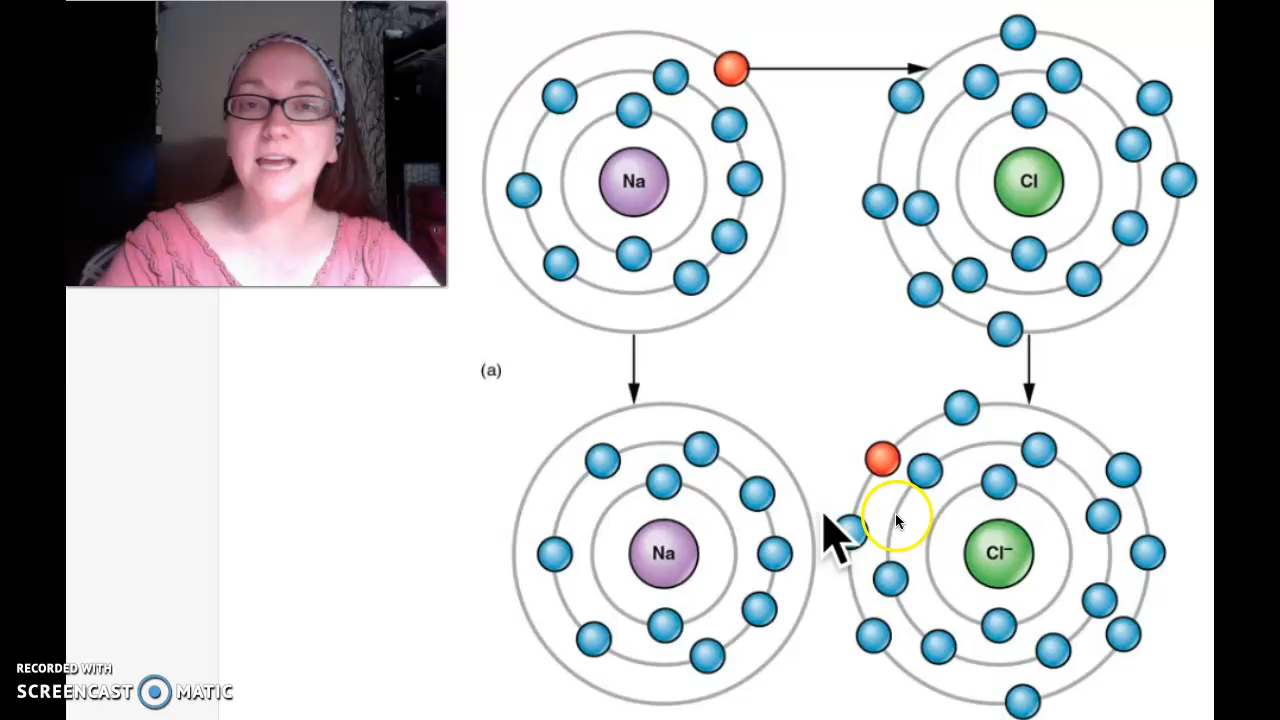 Na
Cl
(a)
Na
Cl⁻
RECORDED WITH
SCREENCAST MATIC